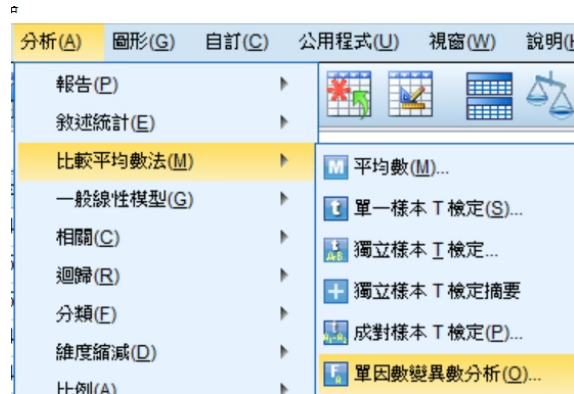 分析(A) 圖形(G) 自訂(C) 公用程式(U) 視窗(W) 說明(H
報告(P)
敘述統計(E)
比較平均數法(M)
平均數(M)...
一般線性模型(G)
單一樣本 T 檢定(S)...
相關(C)
獨立樣本 T 檢定...
迴歸(R)
獨立樣本 T 檢定摘要
分類(F)
成對樣本 T 檢定(P)...
維度縮減(D)
單因數變異數分析(O)...
比例(A)